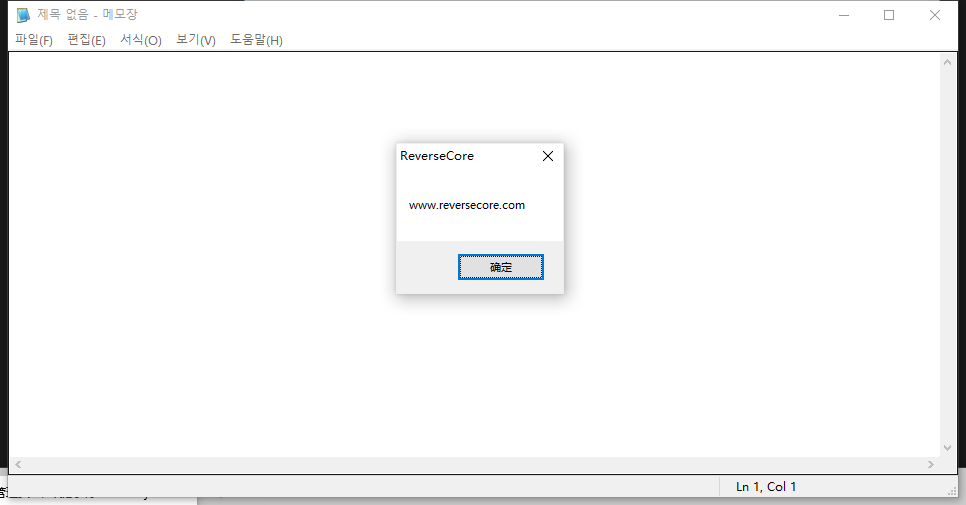 제목 없음 - 메모장
파일(F) 편집(E) 서식(O) 보기(V) 도움말(H)
ReverseCore
www.reversecore.com
确定
Ln 1, Col 1